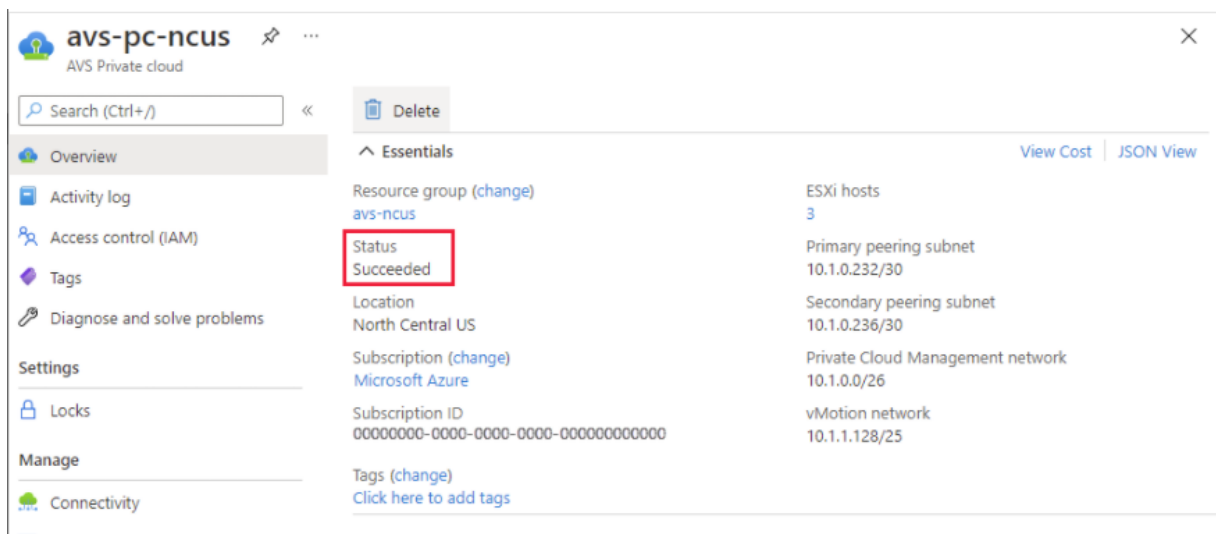 avs-pc-ncus
AVS Private cloud
Search (Ctrl+/)
«
Overview
Activity log
Access control (IAM)
Tags
Diagnose and solve problems
Settings
Locks
Manage
Connectivity
Delete
Essentials
View Cost
JSON View
Resource group (change)
avs-ncus
Status
Succeeded
Location
North Central US
Subscription (change)
Microsoft Azure
Subscription ID
00000000-0000-0000-0000-000000000000
Tags (change)
Click here to add tags
ESXi hosts
3
Primary peering subnet
10.1.0.232/30
Secondary peering subnet
10.1.0.236/30
Private Cloud Management network
10.1.0.0/26
vMotion network
10.1.1.128/25